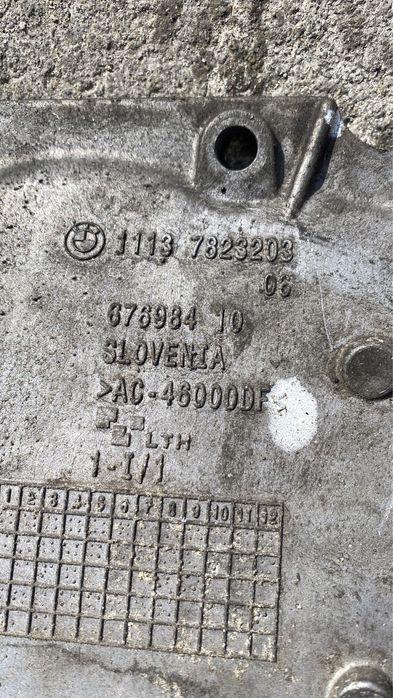 1113 7823203
06
676984 10
SLOVENIA
>AC-46000DF<
LTH
1-I/1
1 2 3 4 5 6 7 8 9 10 11 12